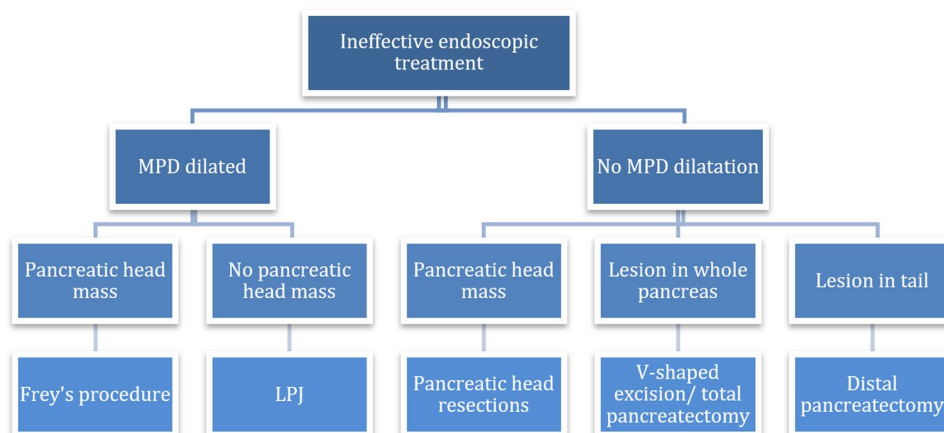 Ineffective endoscopic
treatment
MPD dilated
No MPD dilatation
Pancreatic head
mass
No pancreatic
head mass
Pancreatic head
mass
Lesion in whole
pancreas
Lesion in tail
Frey's procedure
LPJ
Pancreatic head
resections
V-shaped
excision/ total
pancreatectomy
Distal
pancreatectomy